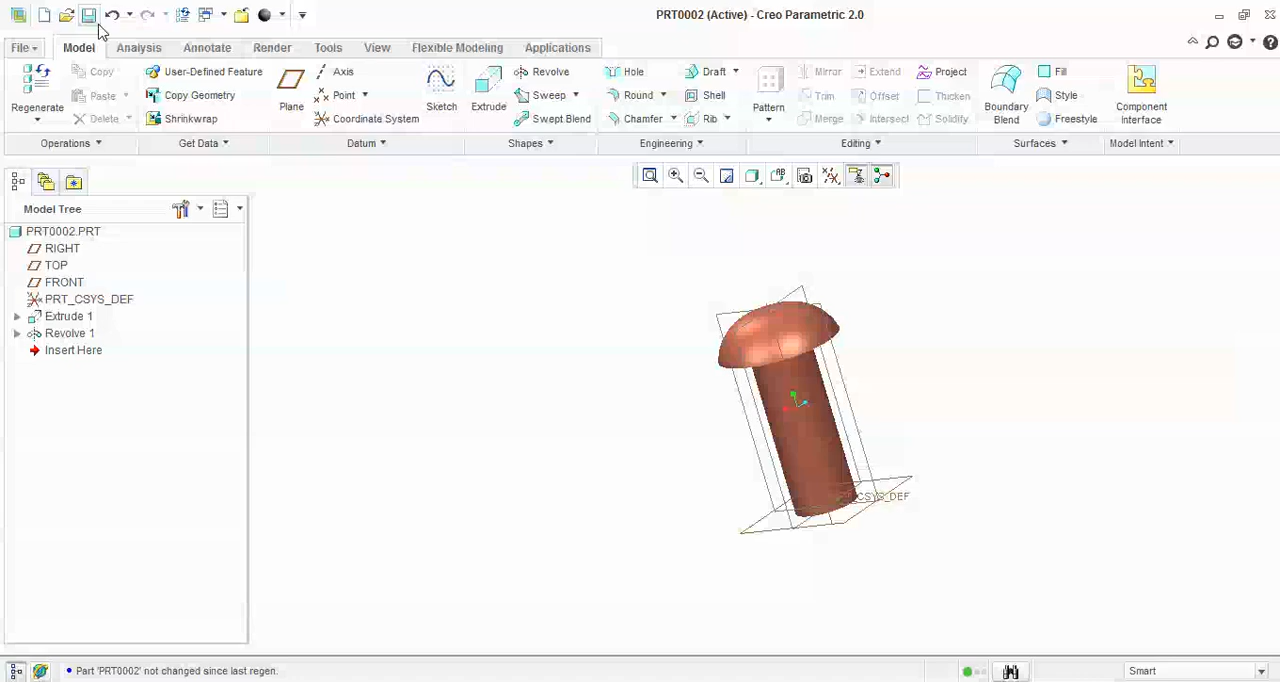 PRT0002 (Active) - Creo Parametric 2.0
File Model Analysis Annotate Render Tools View Flexible Modeling Applications
Regenerate
Copy
Paste
Delete
Operations
User-Defined Feature
Copy Geometry
Shrinkwrap
Get Data
Plane
Axis
Point
Coordinate System
Datum
Sketch
Extrude
Revolve
Sweep
Swept Blend
Shapes
Hole
Round
Chamfer
Draft
Shell
Rib
Engineering
Pattern
Mirror
Trim
Merge
Extend
Offset
Intersect
Project
Thicken
Solidify
Editing
Boundary
Blend
Fill
Style
Freestyle
Surfaces
Component
Interface
Model Intent
Model Tree
PRT0002.PRT
RIGHT
TOP
FRONT
PRT_CSYS_DEF
Extrude 1
Revolve 1
Insert Here
CSYS_DEF
Part 'PRT0002' not changed since last regen.
Smart